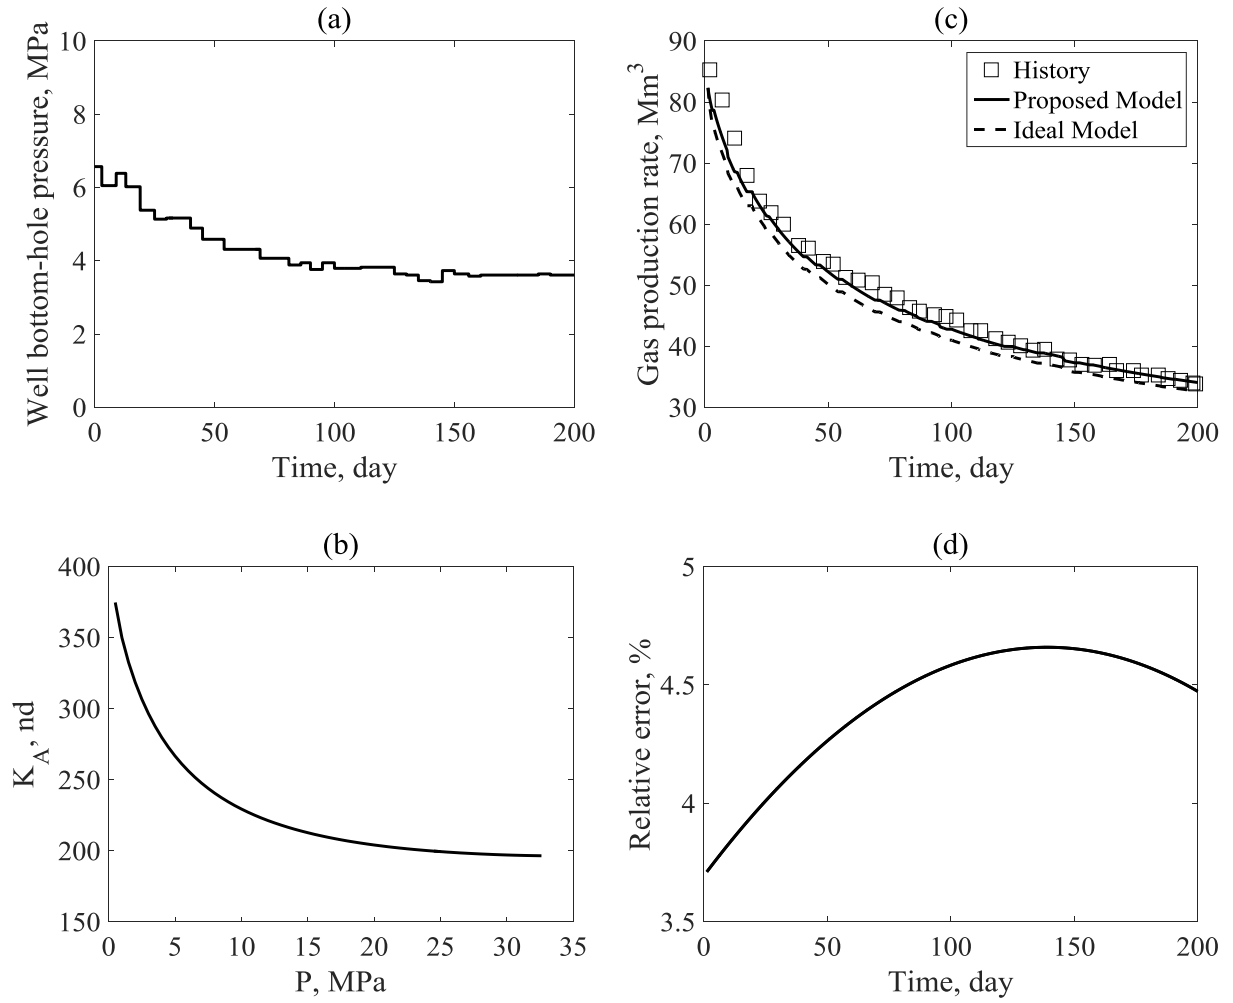 (a)
Well bottom-hole pressure, MPa
10
8
6
4
2
0
0 50 100 150 200
Time, day
(c)
Gas production rate, Mm³
90
80
70
60
50
40
30
0 50 100 150 200
Time, day
History
Proposed Model
Ideal Model
(b)
K_A, nd
400
350
300
250
200
150
0 5 10 15 20 25 30 35
P, MPa
(d)
Relative error, %
5
4.5
4
3.5
0 50 100 150 200
Time, day